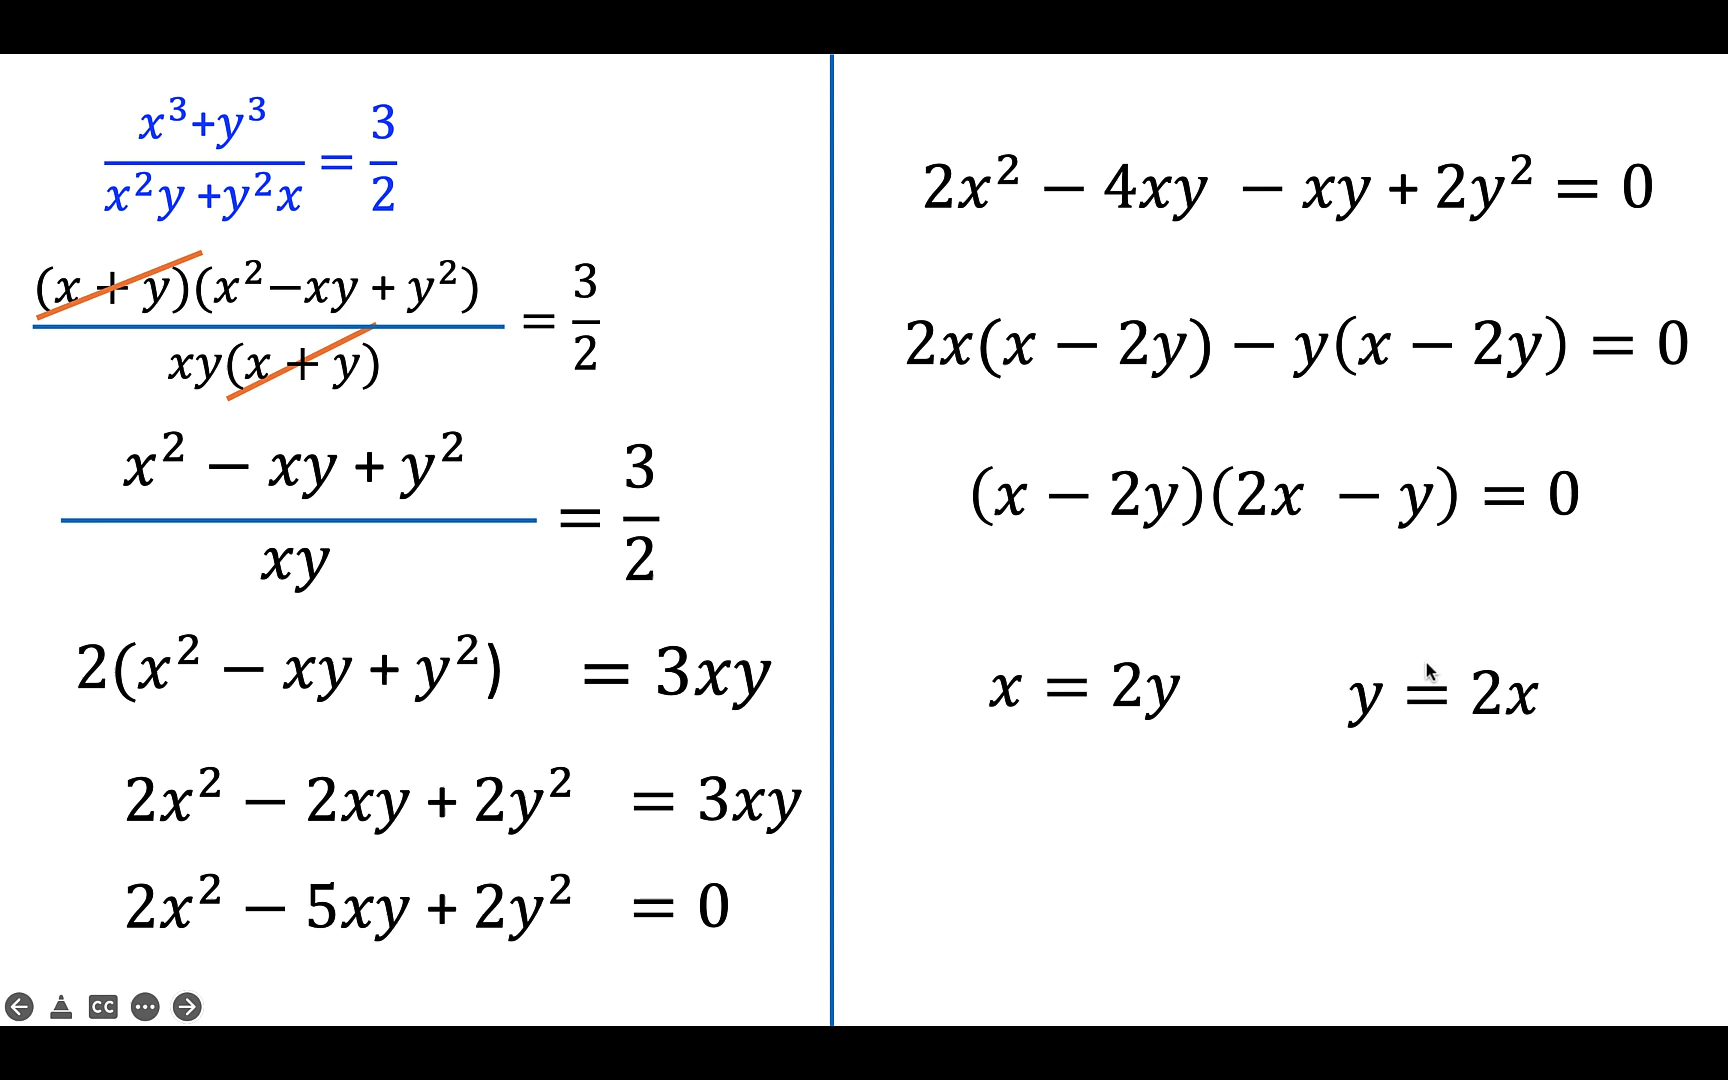 x³+y³ / x²y +y²x = 3/2
(x + y)(x²−xy + y²) / xy(x + y) = 3/2
x² − xy + y² / xy = 3/2
2(x² − xy + y²) = 3xy
2x² − 2xy + 2y² = 3xy
2x² − 5xy + 2y² = 0
CC
2x² − 4xy − xy + 2y² = 0
2x(x − 2y) − y(x − 2y) = 0
(x − 2y)(2x − y) = 0
x = 2y y = 2x